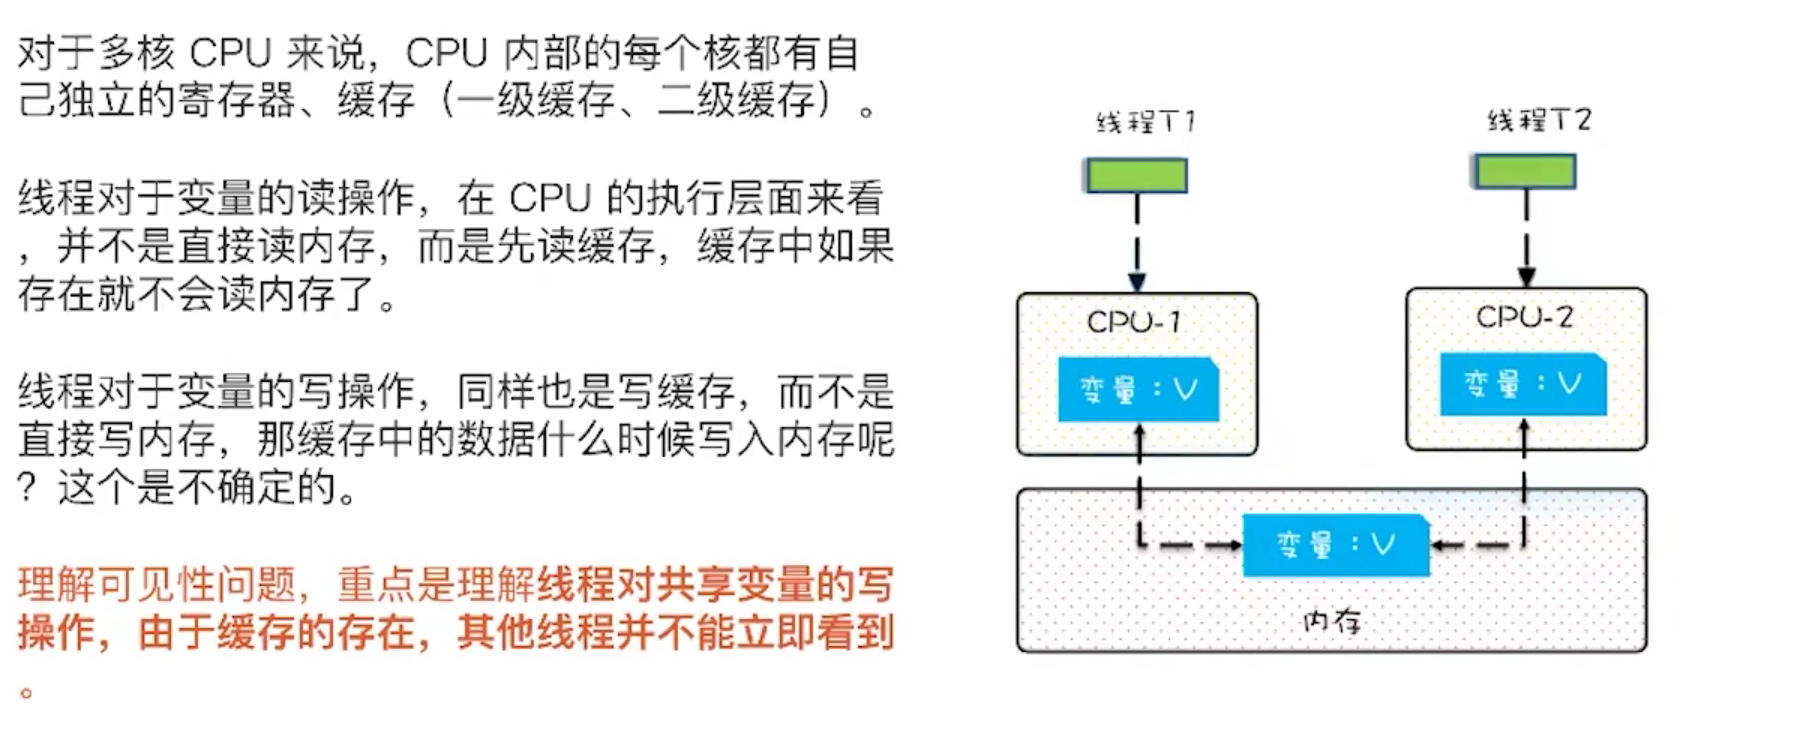 对于多核 CPU 来说，CPU 内部的每个核都有自
己独立的寄存器、缓存（一级缓存、二级缓存）。
线程对于变量的读操作，在 CPU 的执行层面来看
，并不是直接读内存，而是先读缓存，缓存中如果
存在就不会读内存了。
线程对于变量的写操作，同样也是写缓存，而不是
直接写内存，那缓存中的数据什么时候写入内存呢
？这个是不确定的。
理解可见性问题，重点是理解线程对共享变量的写
操作，由于缓存的存在，其他线程并不能立即看到
。
线程T1
线程T2
CPU-1
CPU-2
变量：V
变量：V
变量：V
内存